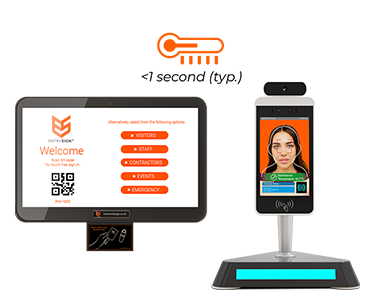 <1 second (typ.)
ENTRYSIGN
Welcome
Scan QR code
for touch free sign in
Alternatively, select from the following options:
VISITORS
STAFF
CONTRACTORS
EVENTS
EMERGENCY
Temperature